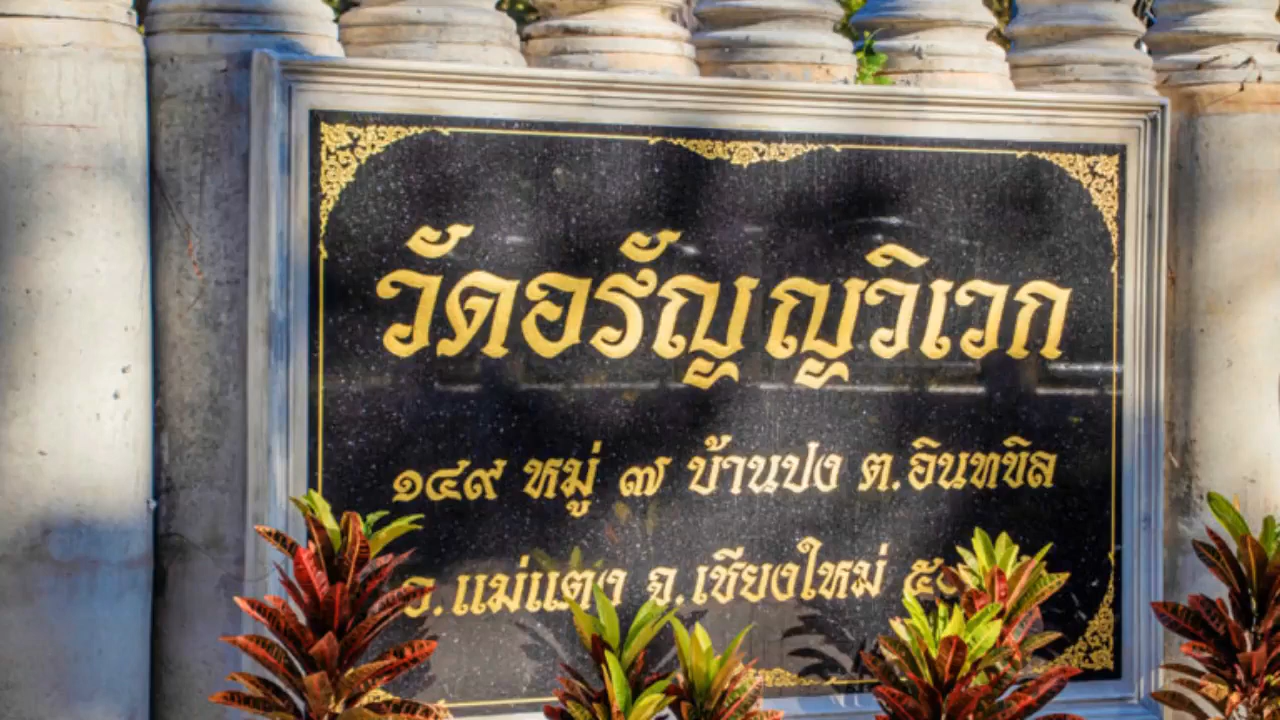 วัดอรัญญวิเวก
๑๔๙ หมู่ ๗ บ้านปง ต.อินทขิล
อ.แม่แตง จ.เชียงใหม่